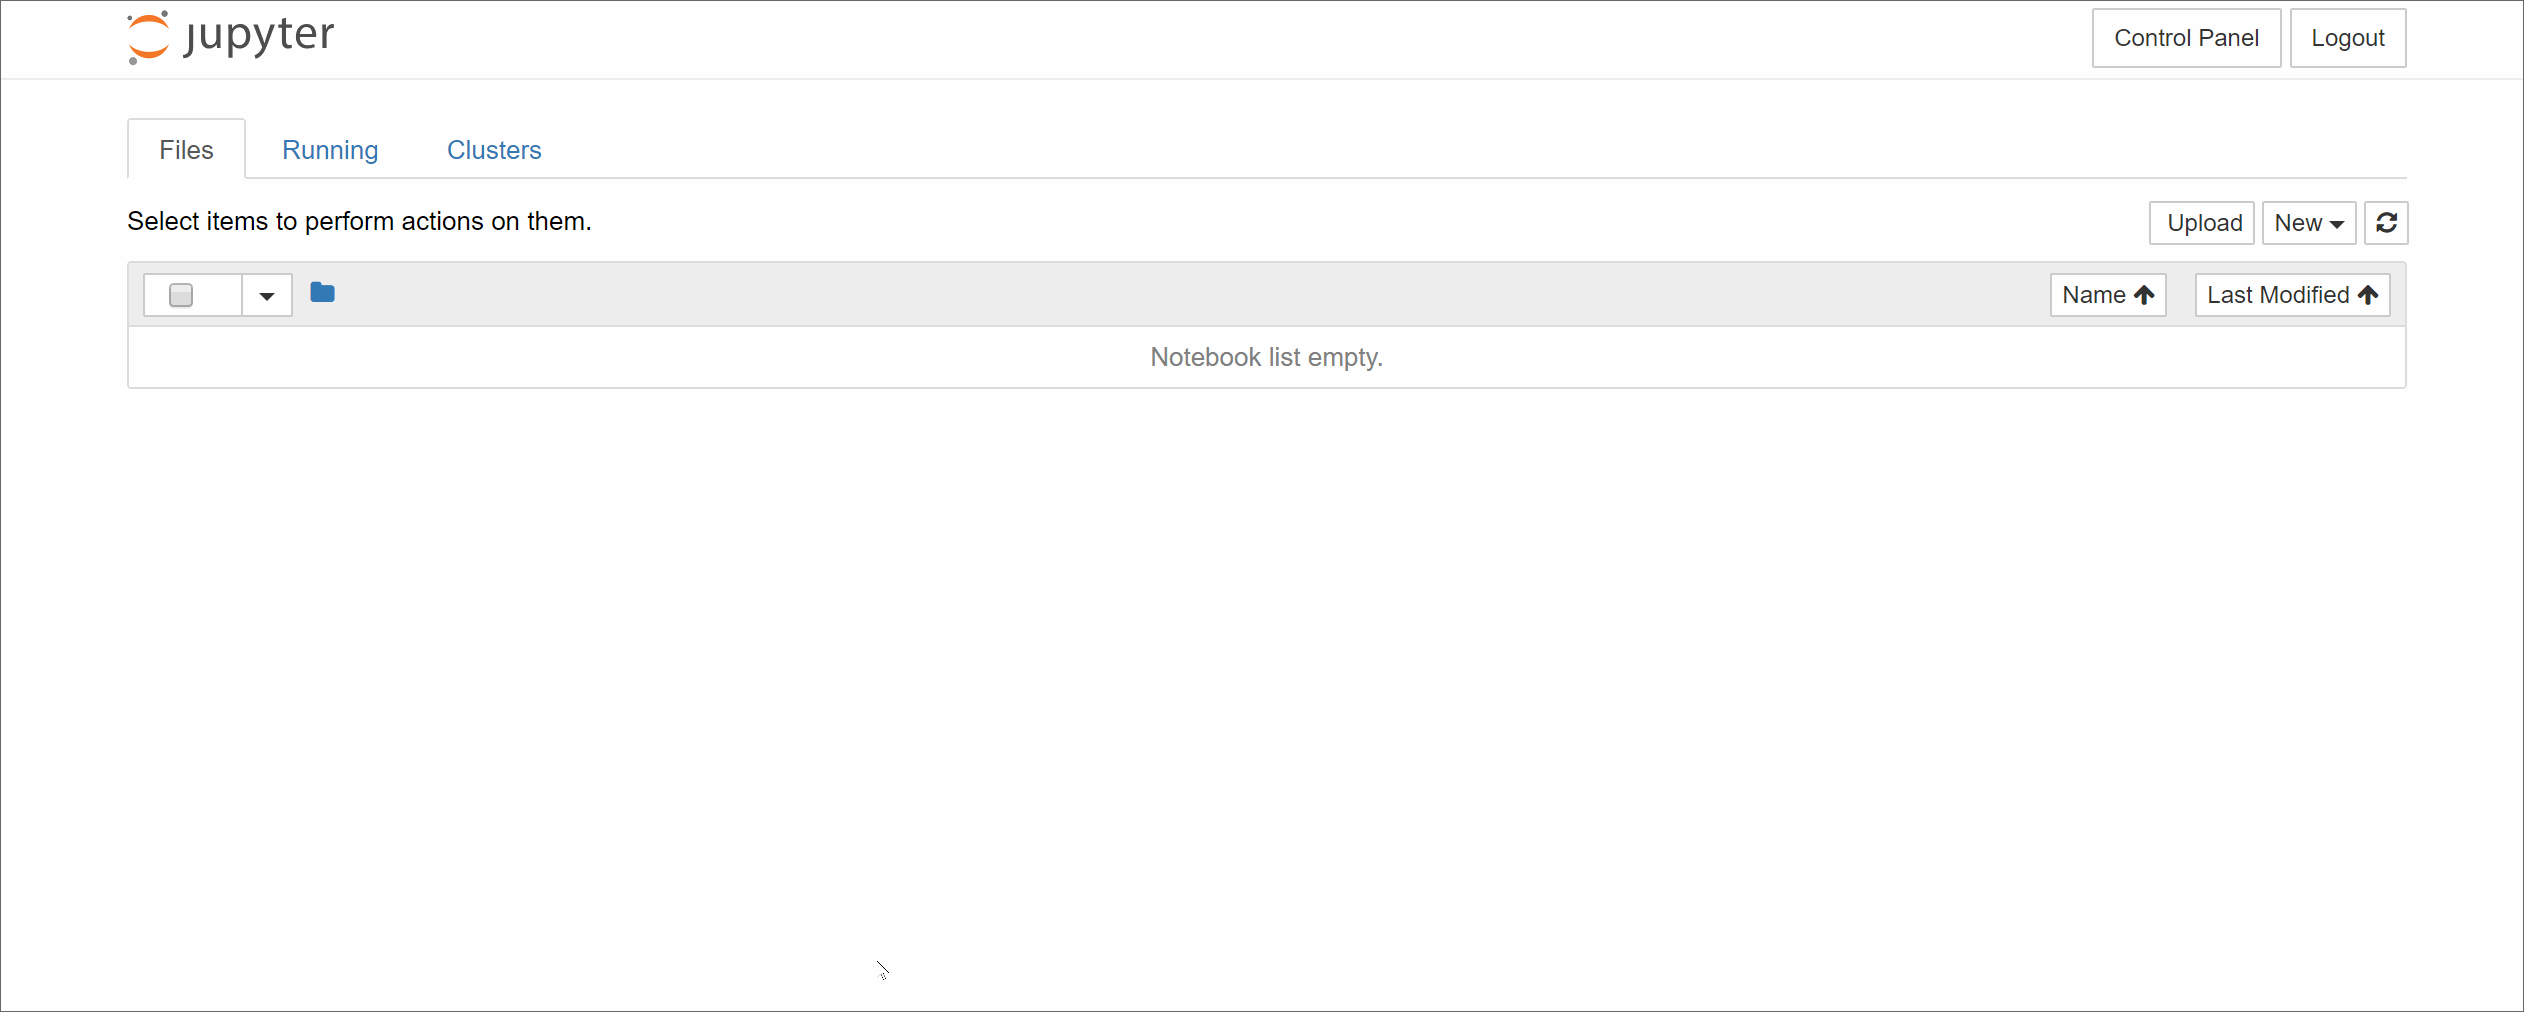 jupyter
Control Panel
Logout
Files
Running
Clusters
Select items to perform actions on them.
Upload
New
Name
Last Modified
Notebook list empty.